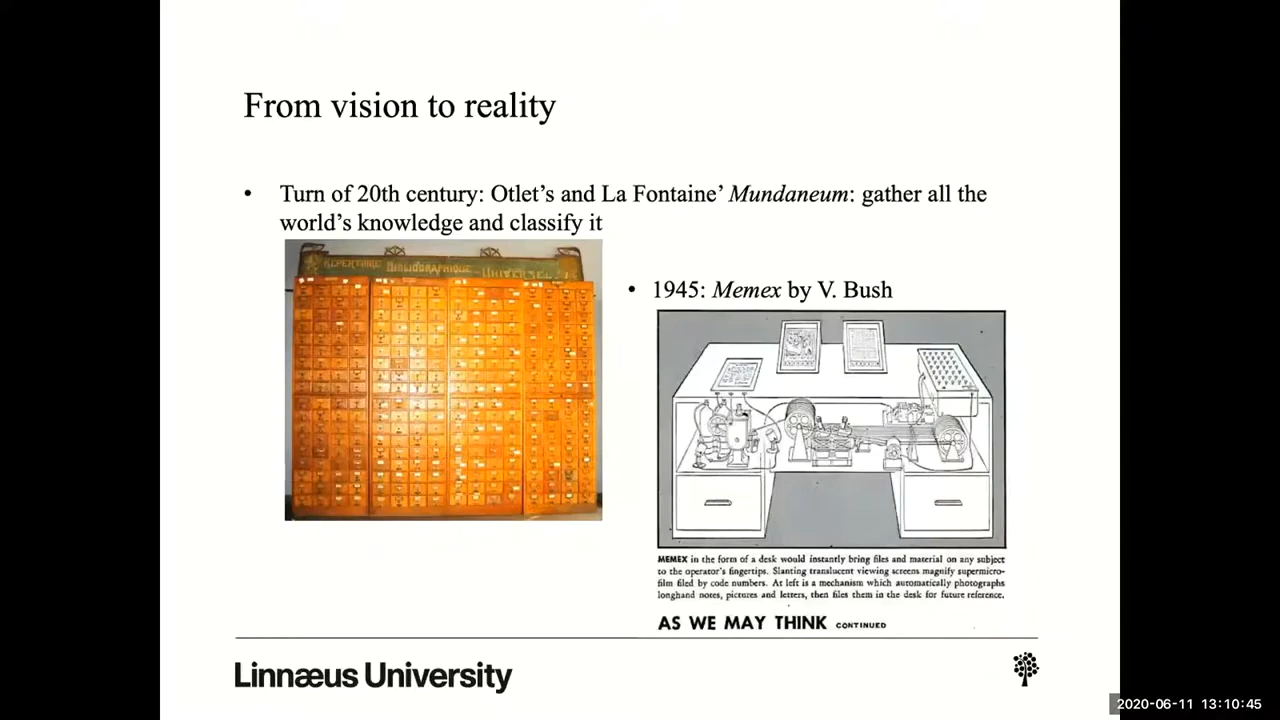 From vision to reality
• Turn of 20th century: Otlet’s and La Fontaine’ Mundaneum: gather all the
world’s knowledge and classify it
REPERTOIRE BIBLIOGRAPHIQUE UNIVERSEL
• 1945: Memex by V. Bush
MEMEX in the form of a desk would instantly bring files and material on any subject
to the operator’s fingertips. Slanting translucent viewing screens magnify supermicro-
film filed by code numbers. At left is a mechanism which automatically photographs
longhand notes, pictures and letters, then files them in the desk for future reference.
AS WE MAY THINK CONTINUED
Linnæus University
2020-06-11 13:10:45